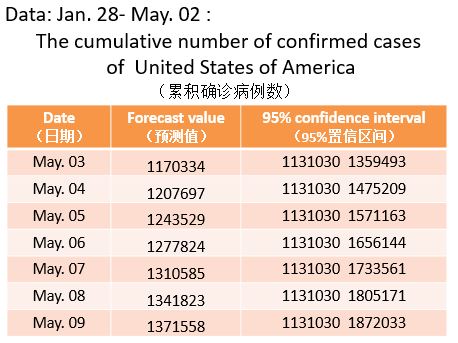 Data: Jan. 28- May. 02 :
The cumulative number of confirmed cases
of United States of America
（累积确诊病例数）
Date Forecast value 95% confidence interval
（日期） （预测值） （95%置信区间）
May. 03 1170334 1131030 1359493
May. 04 1207697 1131030 1475209
May. 05 1243529 1131030 1571163
May. 06 1277824 1131030 1656144
May. 07 1310585 1131030 1733561
May. 08 1341823 1131030 1805171
May. 09 1371558 1131030 1872033